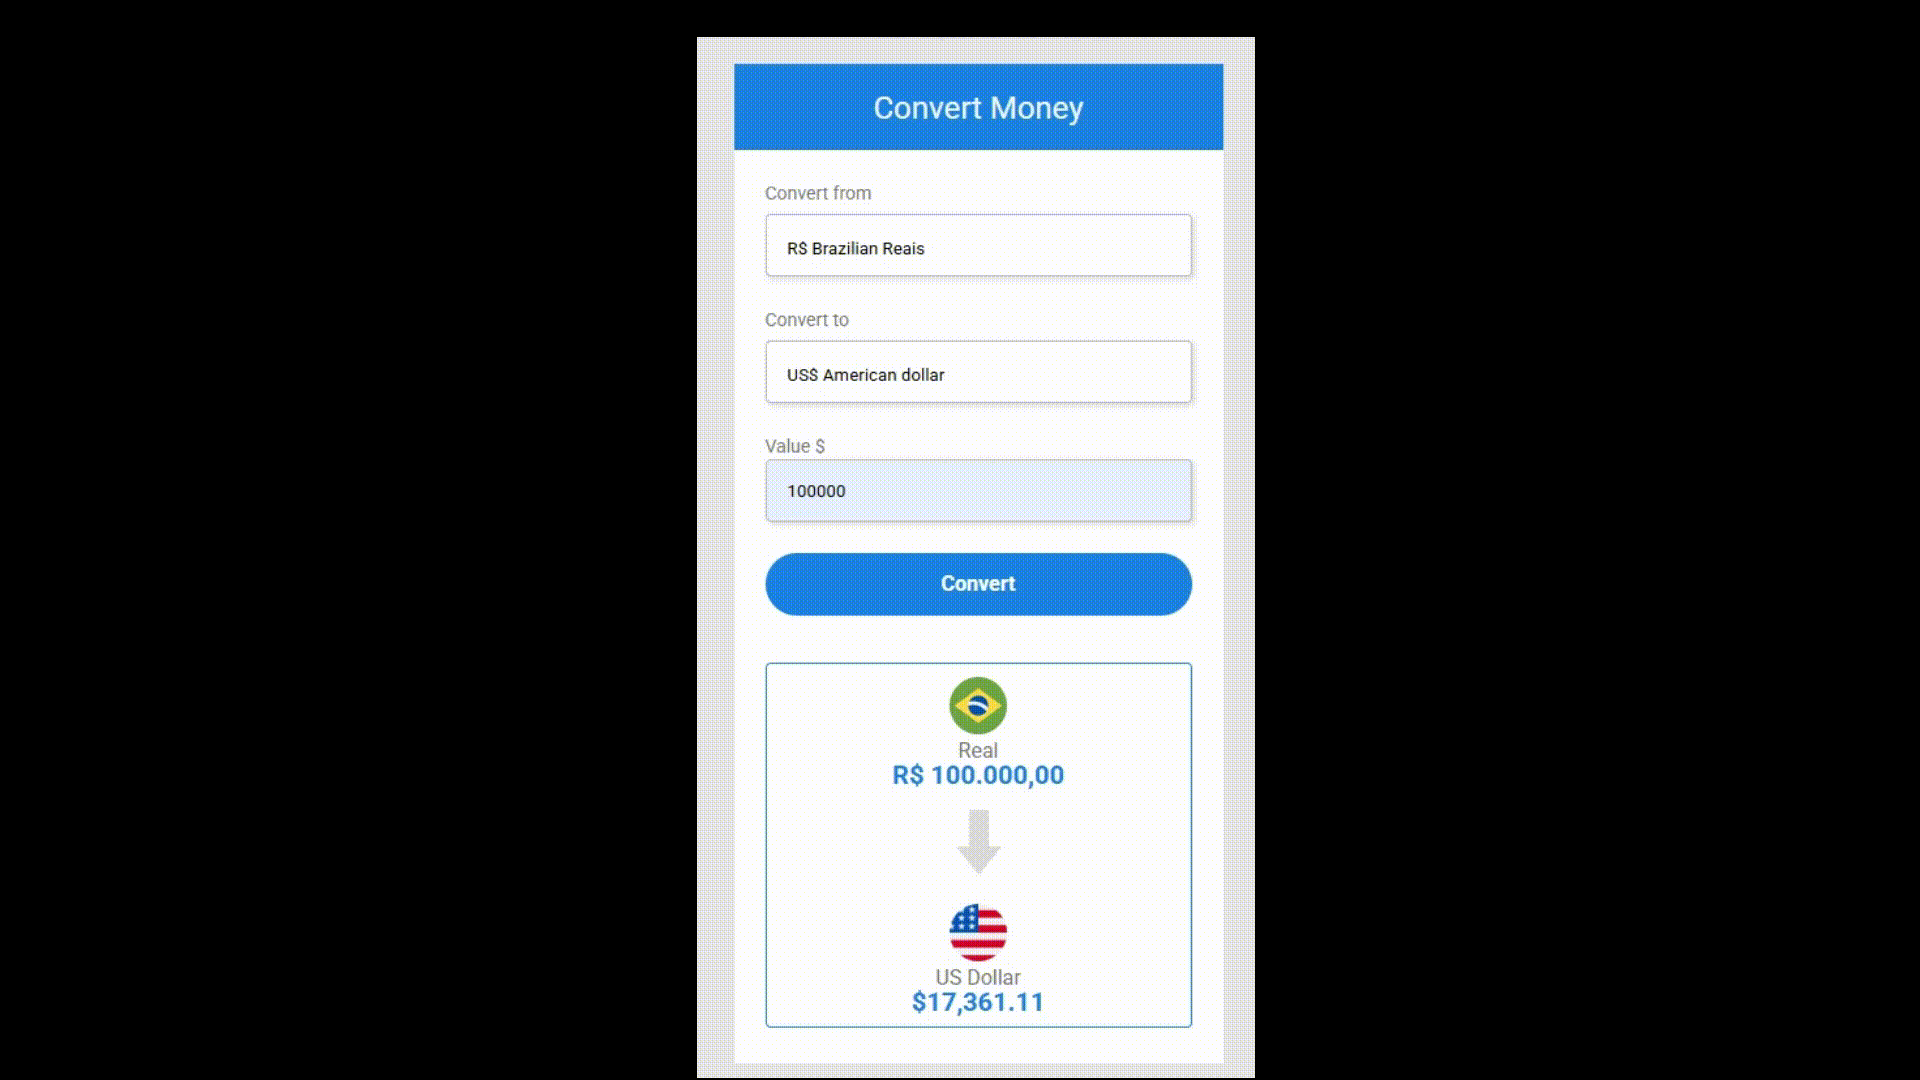 Convert Money
Convert from
R$ Brazilian Reais
Convert to
US$ American dollar
Value $
100000
Convert
Real
R$ 100.000,00
US Dollar
$17,361.11